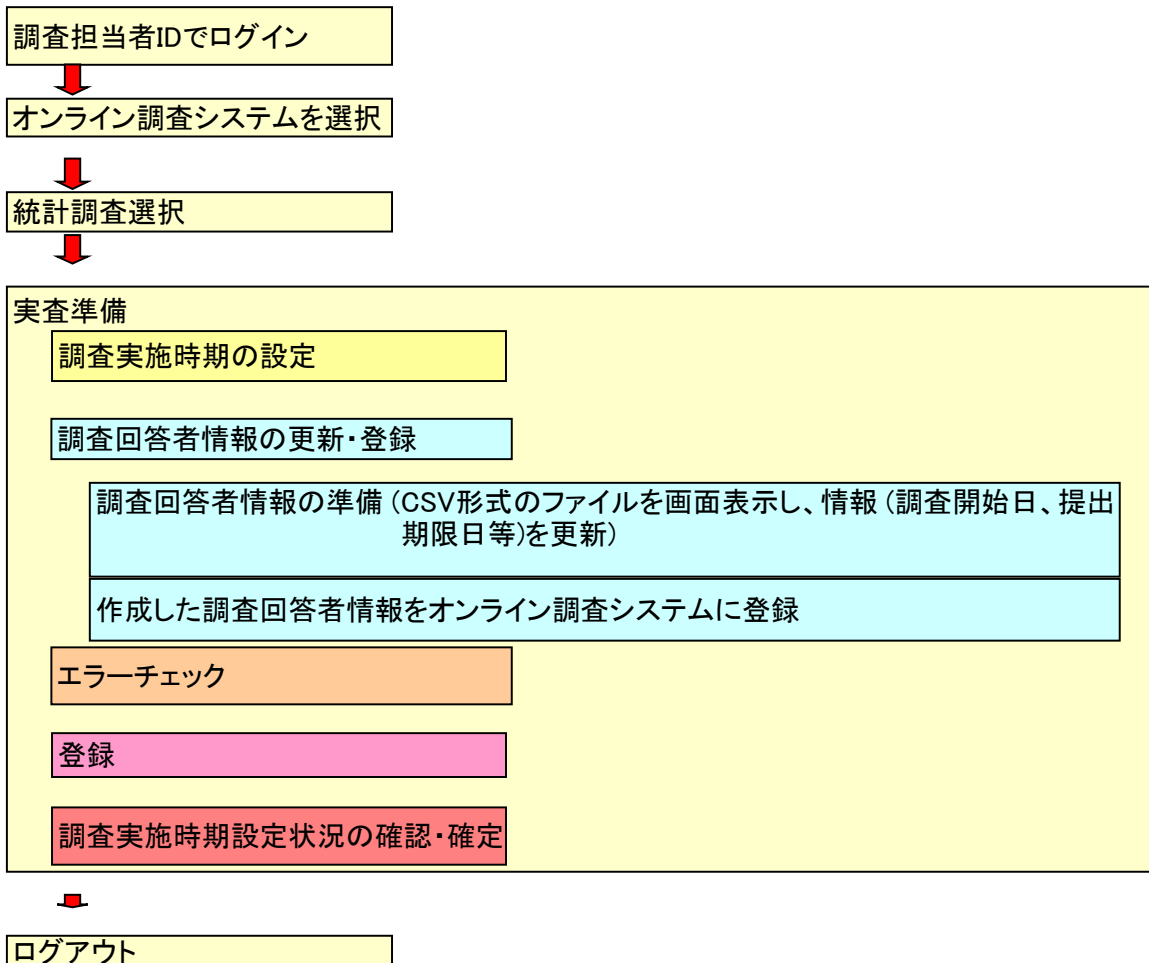 調査担当者IDでログイン
オンライン調査システムを選択
統計調査選択
実査準備
調査実施時期の設定
調査回答者情報の更新・登録
調査回答者情報の準備（CSV形式のファイルを画面表示し、情報（調査開始日、提出
期限日等)を更新）
作成した調査回答者情報をオンライン調査システムに登録
エラーチェック
登録
調査実施時期設定状況の確認・確定
ログアウト